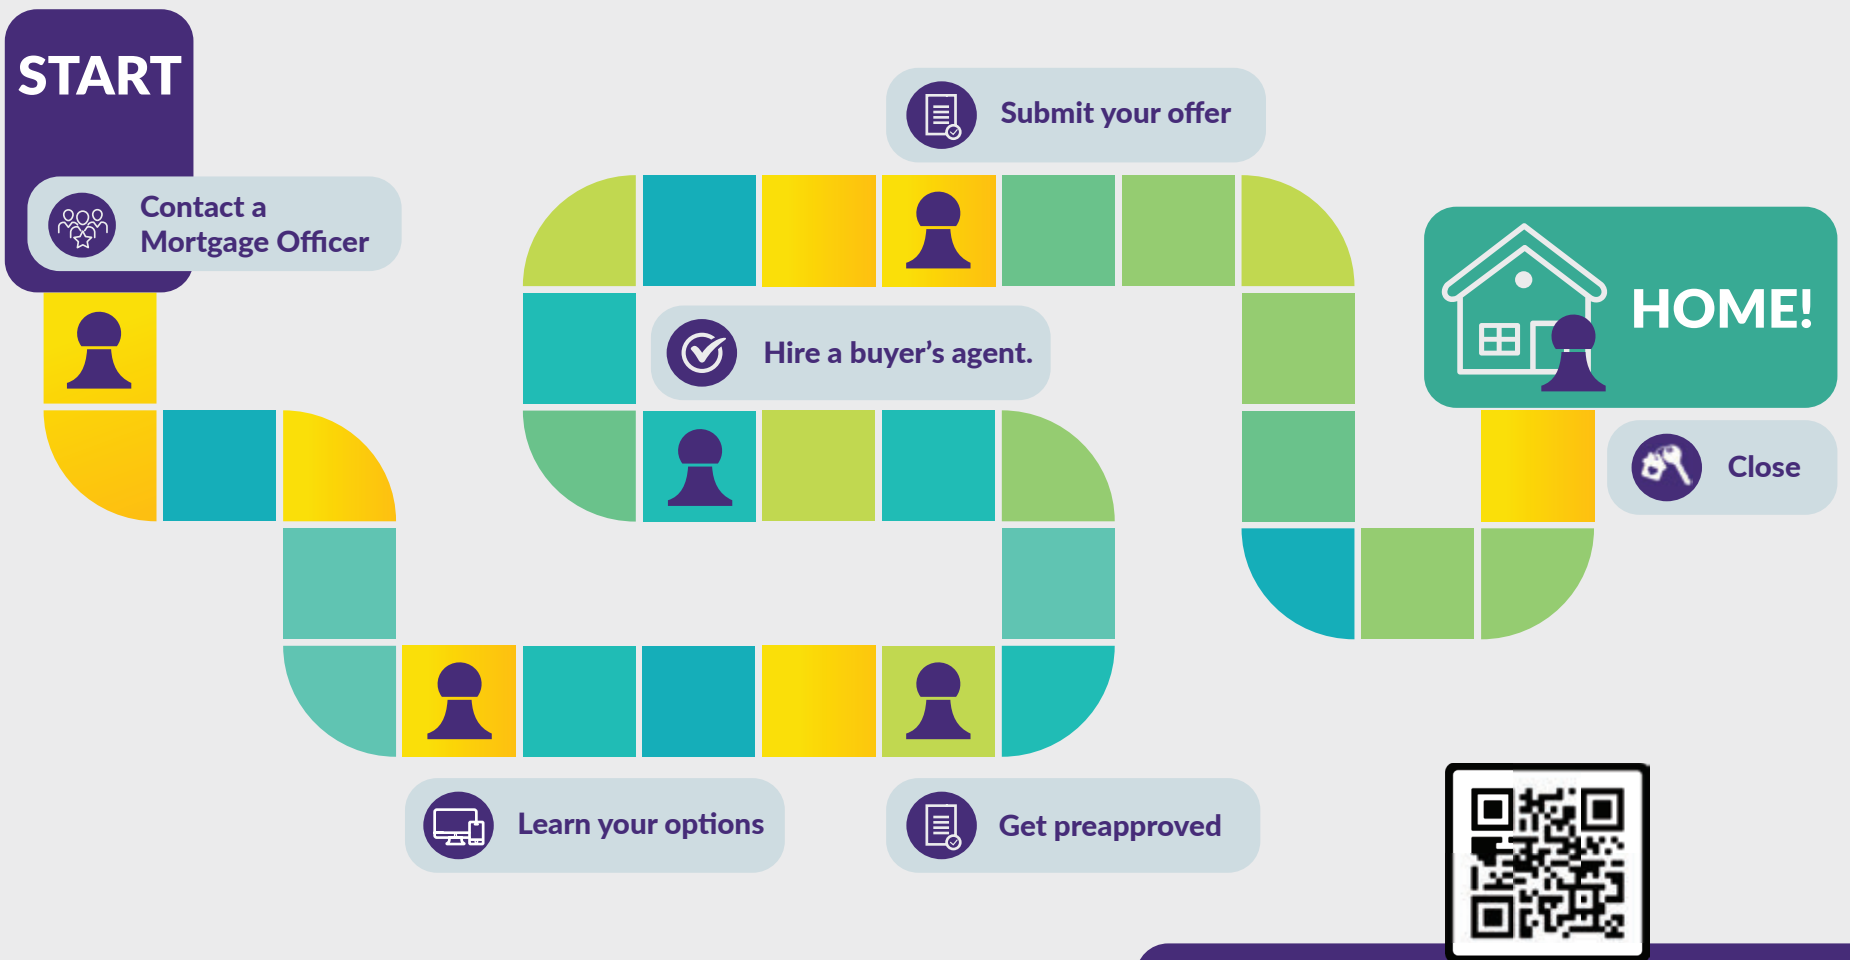 START
Contact a
Mortgage Officer
Learn your options
Get preapproved
Hire a buyer’s agent.
Submit your offer
Close
HOME!